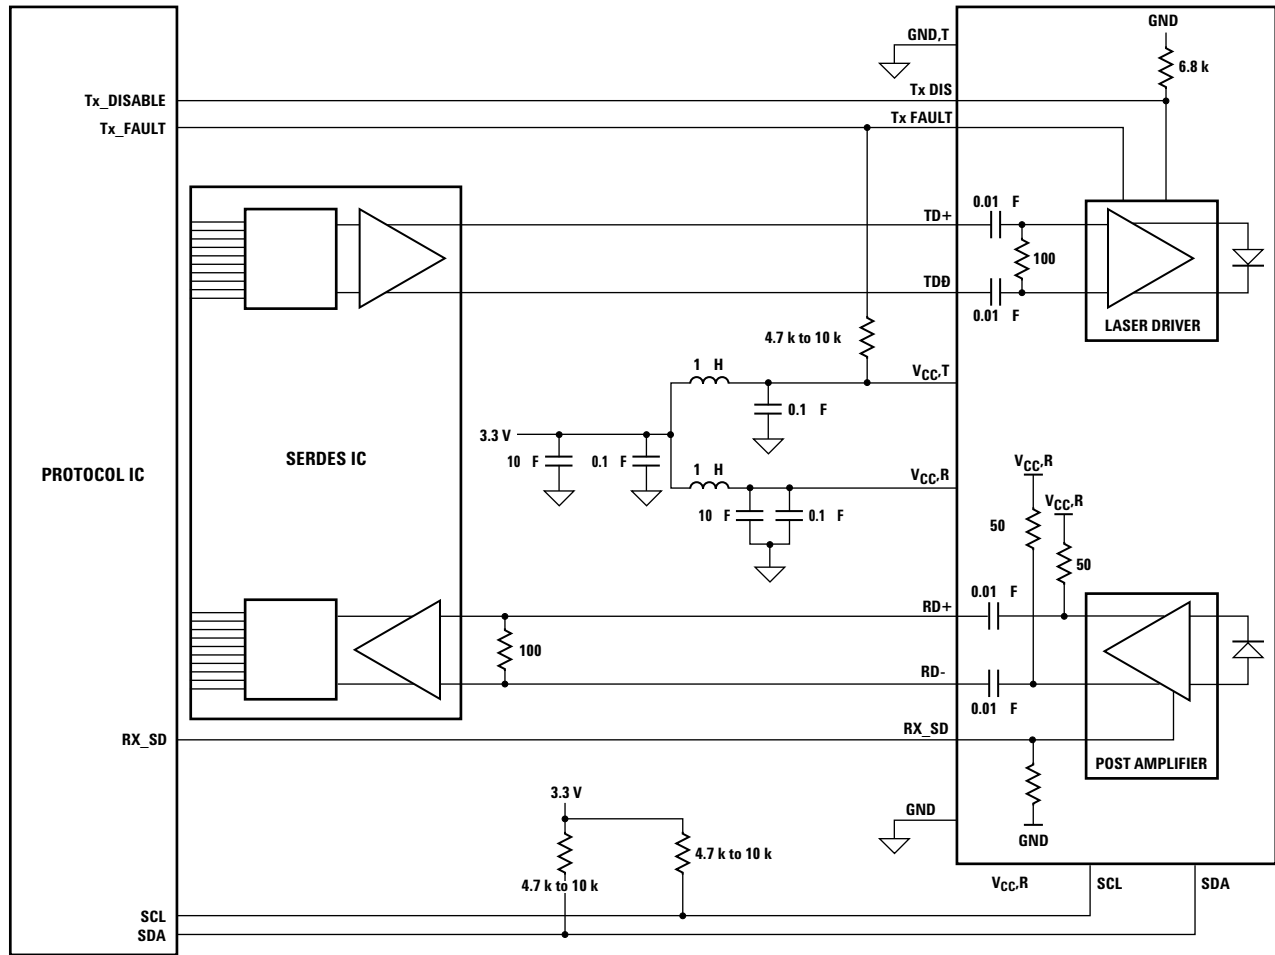 GND,T
GND
6.8 k
Tx_DISABLE
Tx DIS
Tx_FAULT
Tx FAULT
0.01 F
TD+
100
TDÐ
0.01 F
LASER DRIVER
4.7 k to 10 k
1 H
VCC,T
0.1 F
3.3 V
10 F
0.1 F
SERDES IC
PROTOCOL IC
1 H
VCC,R
10 F
0.1 F
VCC,R
VCC,R
50
50
0.01 F
RD+
100
RD-
0.01 F
RX_SD
RX_SD
POST AMPLIFIER
3.3 V
GND
GND
4.7 k to 10 k
4.7 k to 10 k
VCC,R
SCL
SDA
SCL
SDA